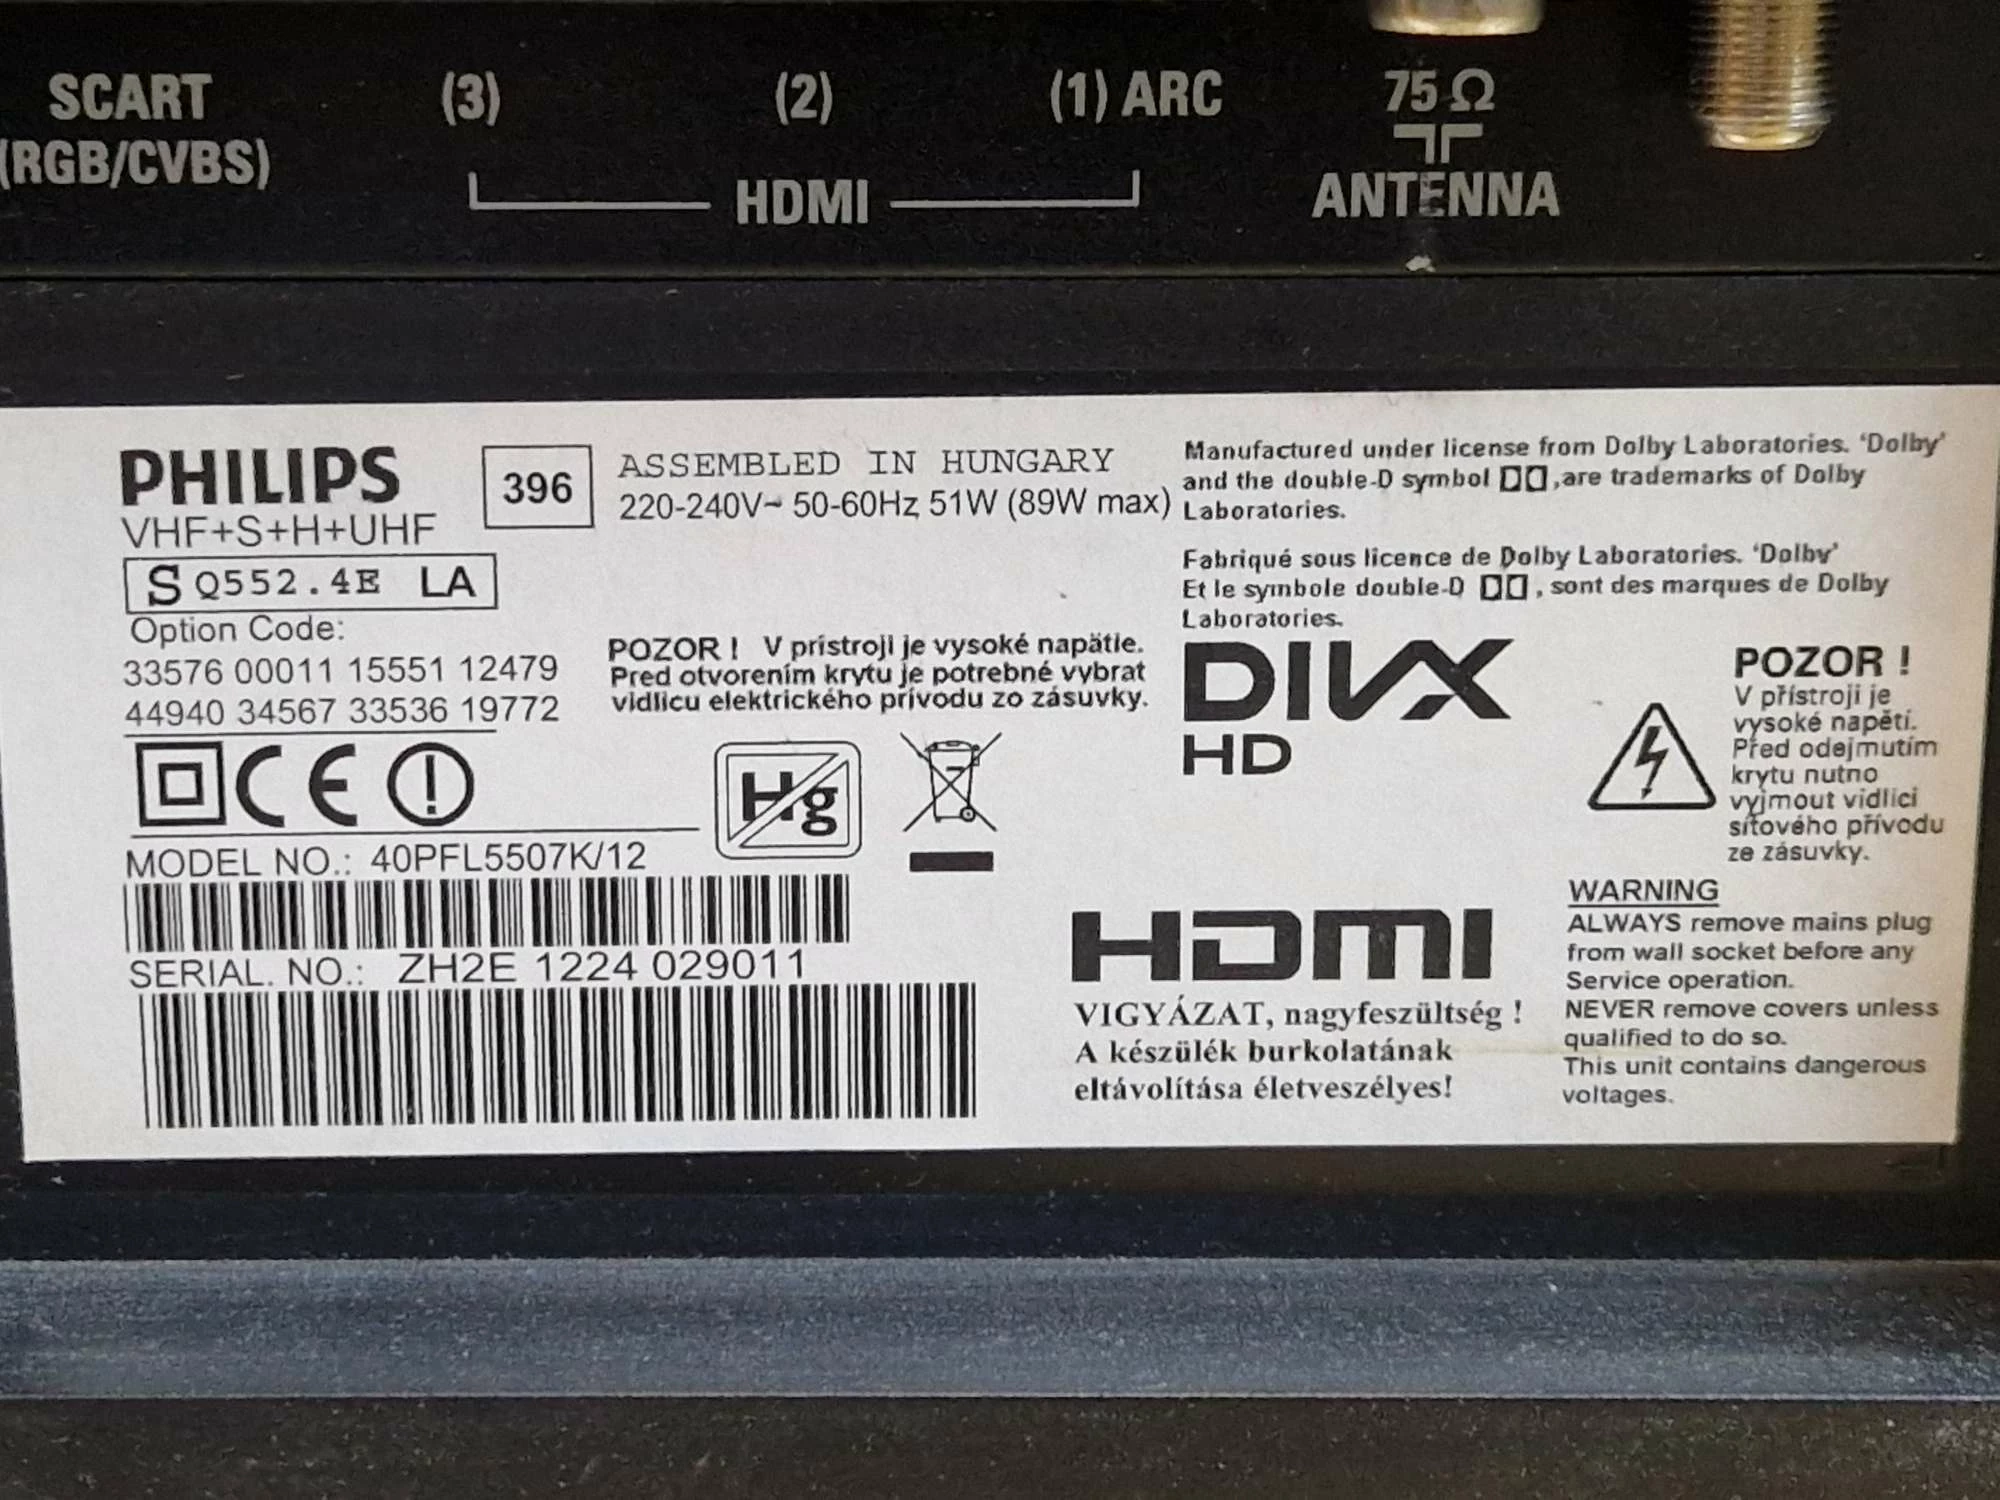 SCART
(RGB/CVBS)
(3)
(2)
(1) ARC
HDMI
75 Ω
ANTENNA
PHILIPS
VHF+S+H+UHF
396
ASSEMBLED IN HUNGARY
220-240V~ 50-60Hz 51W (89W max)
S Q552.4E LA
Option Code:
33576 00011 15551 12479
44940 34567 33536 19772
POZOR ! V prístroji je vysoké napätie.
Pred otvorením krytu je potrebné vybrat
vidlicu elektrického prívodu zo zásuvky.
CE
Hg
MODEL NO.: 40PFL5507K/12
SERIAL. NO.: ZH2E 1224 029011
Manufactured under license from Dolby Laboratories. ‘Dolby’
and the double-D symbol ,are trademarks of Dolby
Laboratories.
Fabriqué sous licence de Dolby Laboratories. ‘Dolby’
Et le symbole double-D , sont des marques de Dolby
Laboratories.
DIVX
HD
HDMI
VIGYÁZAT, nagyfeszültség !
A készülék burkolatának
eltávolítása életveszélyes!
POZOR !
V přístroji je
vysoké napětí.
Před odejmutím
krytu nutno
vyjmout vidlici
síťového přívodu
ze zásuvky.
WARNING
ALWAYS remove mains plug
from wall socket before any
Service operation.
NEVER remove covers unless
qualified to do so.
This unit contains dangerous
voltages.